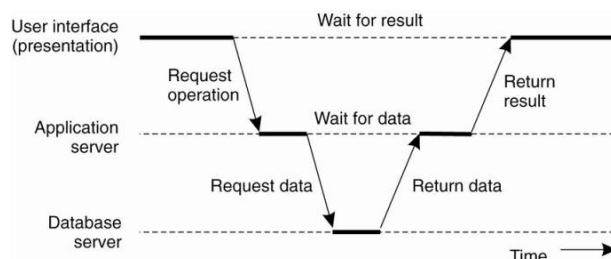 User interface
(presentation)
Wait for result
Request
operation
Return
result
Application
server
Wait for data
Request data
Return data
Database
server
Time